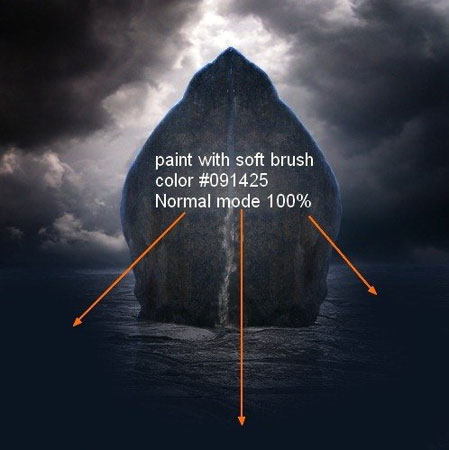 paint with soft brush
color #091425
Normal mode 100%